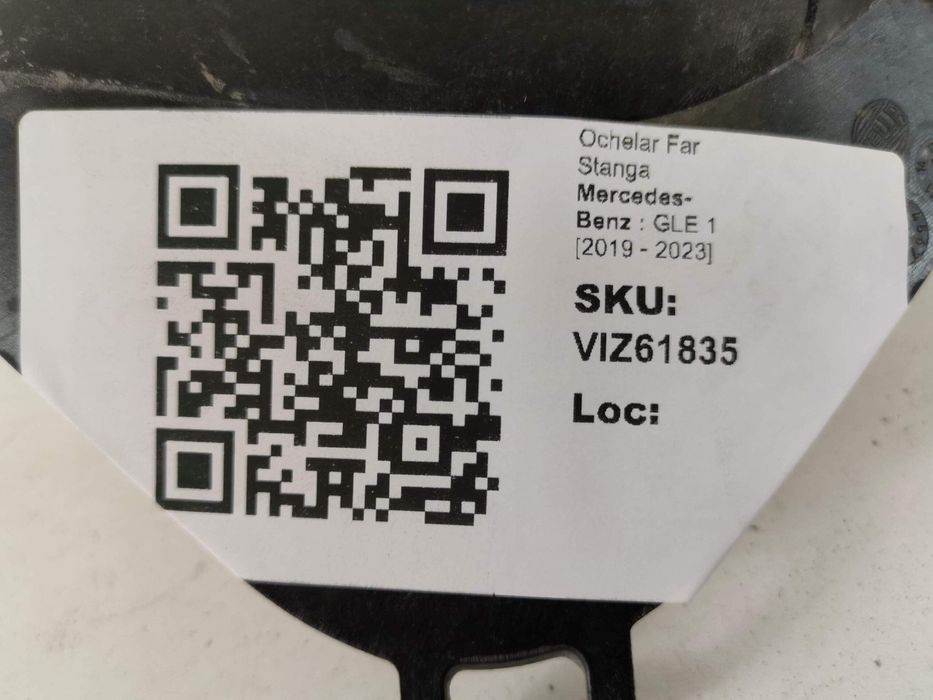 Ochelar Far
Stanga
Mercedes-
Benz : GLE 1
[2019 - 2023]
SKU:
VIZ61835
Loc: